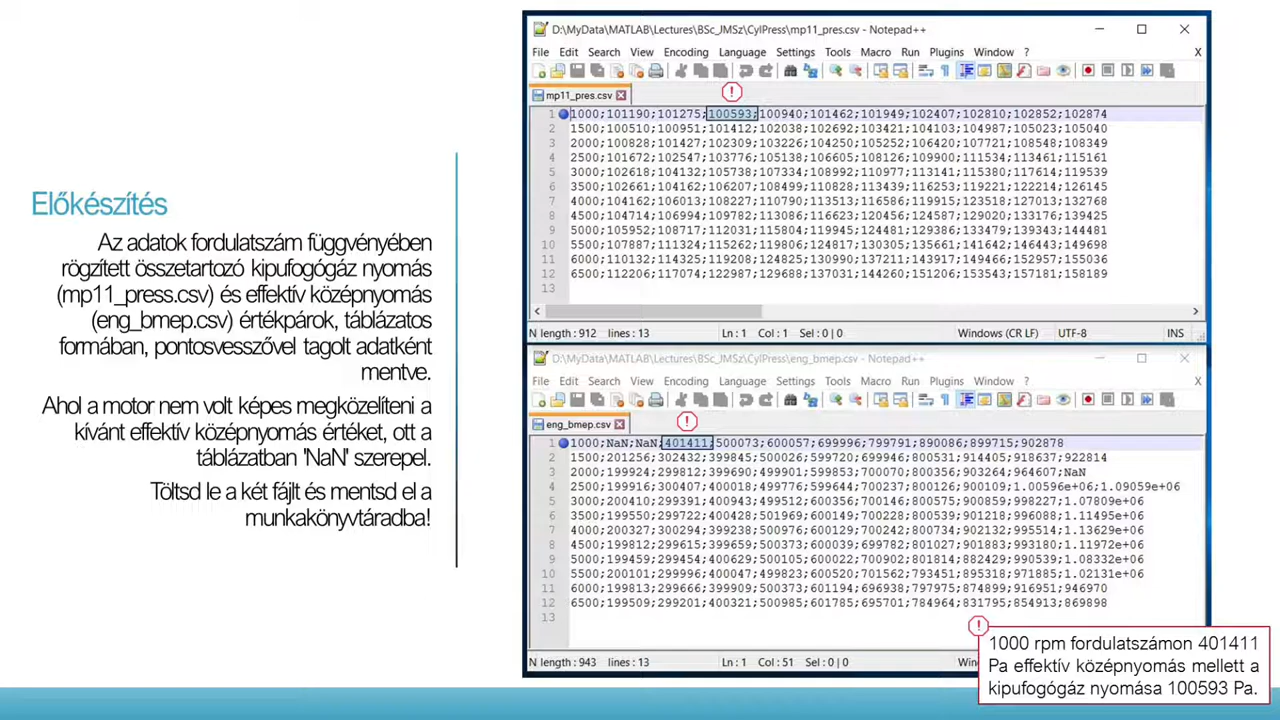 Előkészítés
Az adatok fordulatszám függvényében
rögzített összetartozó kipufogógáz nyomás
(mp11_press.csv) és effektív középnyomás
(eng_bmep.csv) értékpárok, táblázatos
formában, pontosvesszővel tagolt adatként
mentve.
Ahol a motor nem volt képes megközelíteni a
kívánt effektív középnyomás értéket, ott a
táblázatban 'NaN' szerepel.
Töltsd le a két fájlt és mentsd el a
munkakönyvtáradba!
D:\MyData\MATLAB\Lectures\BSc_JMSz\CylPress\mp11_pres.csv - Notepad++
File Edit Search View Encoding Language Settings Tools Macro Run Plugins Window ? X
!
mp11_pres.csv
1 1000;101190;101275;100593;100940;101462;101949;102407;102810;102852;102874
2 1500;100510;100951;101412;102038;102692;103421;104103;104987;105023;105040
3 2000;100828;101427;102309;103226;104250;105252;106420;107721;108548;108349
4 2500;101672;102547;103776;105138;106605;108126;109900;111534;113461;115161
5 3000;102618;104132;105738;107334;108992;110977;113141;115380;117614;119539
6 3500;102661;104162;106207;108499;110828;113439;116253;119221;122214;126145
7 4000;104162;106013;108227;110790;113513;116586;119915;123518;127013;132768
8 4500;104714;106994;109782;113086;116623;120456;124587;129020;133176;139425
9 5000;105952;108717;112031;115804;119945;124481;129386;133479;139343;144481
10 5500;107887;111324;115262;119806;124817;130305;135661;141642;146443;149698
11 6000;110132;114325;119208;124825;130990;137211;143917;149466;152957;155036
12 6500;112206;117074;122987;129688;137031;144260;151206;153543;157181;158189
13
N length : 912 lines : 13 Ln : 1 Col : 1 Sel : 0 | 0 Windows (CR LF) UTF-8 INS
D:\MyData\MATLAB\Lectures\BSc_JMSz\CylPress\eng_bmep.csv - Notepad++
File Edit Search View Encoding Language Settings Tools Macro Run Plugins Window ? X
!
eng_bmep.csv
1 1000;NaN;NaN;401411;500073;600057;699996;799791;890086;899715;902878
2 1500;201256;302432;399845;500026;599720;699946;800531;914405;918637;922814
3 2000;199924;299812;399690;499901;599853;700070;800356;903264;964607;NaN
4 2500;199916;300407;400018;499776;599644;700237;800126;900109;1.00596e+06;1.09059e+06
5 3000;200410;299391;400943;499512;600356;700146;800575;900859;998227;1.07809e+06
6 3500;199550;299722;400428;501969;600149;700228;800539;901218;996088;1.11495e+06
7 4000;200327;300294;399238;500976;600129;700242;800734;902132;995514;1.13629e+06
8 4500;199812;299615;399659;500373;600039;699782;801027;901883;993180;1.11972e+06
9 5000;199459;299454;400629;500105;600022;700902;801814;882429;990539;1.08332e+06
10 5500;200101;299996;400047;499823;600520;701562;793451;895318;971885;1.02131e+06
11 6000;199813;299666;399909;500373;601194;696938;797975;874899;916951;946970
12 6500;199509;299201;400321;500985;601785;695701;784964;831795;854913;869898
13
N length : 943 lines : 13 Ln : 1 Col : 51 Sel : 0 | 0
!
1000 rpm fordulatszámon 401411
Pa effektív középnyomás mellett a
kipufogógáz nyomása 100593 Pa.